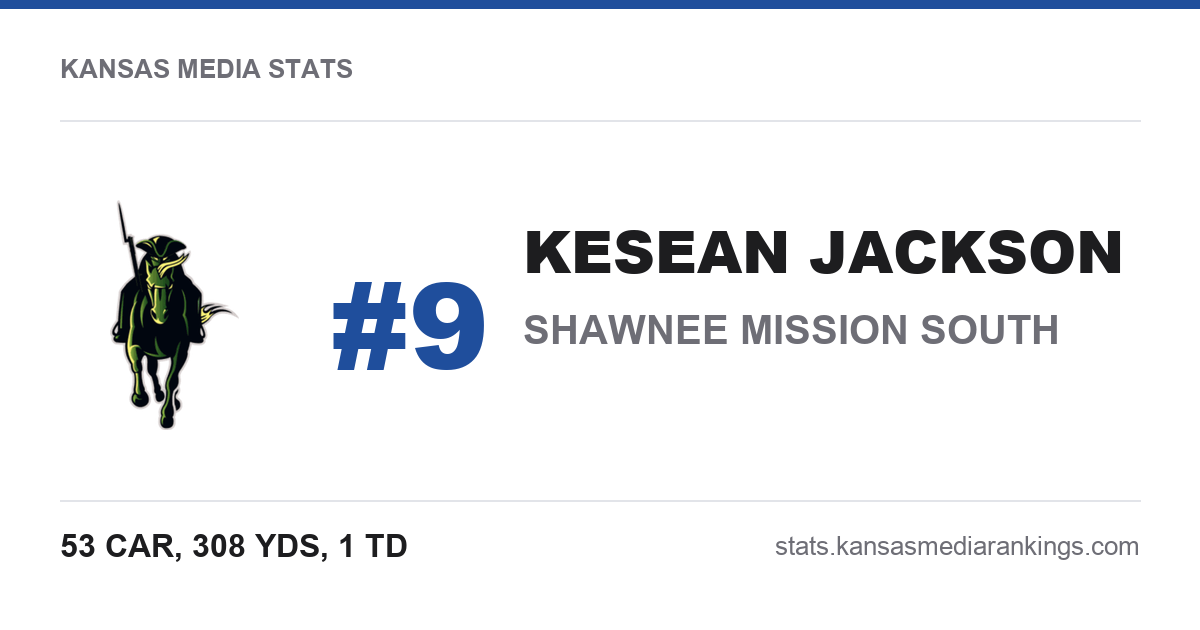 KANSAS MEDIA STATS
#9
KESEAN JACKSON
SHAWNEE MISSION SOUTH
53 CAR, 308 YDS, 1 TD
stats.kansasmediarankings.com